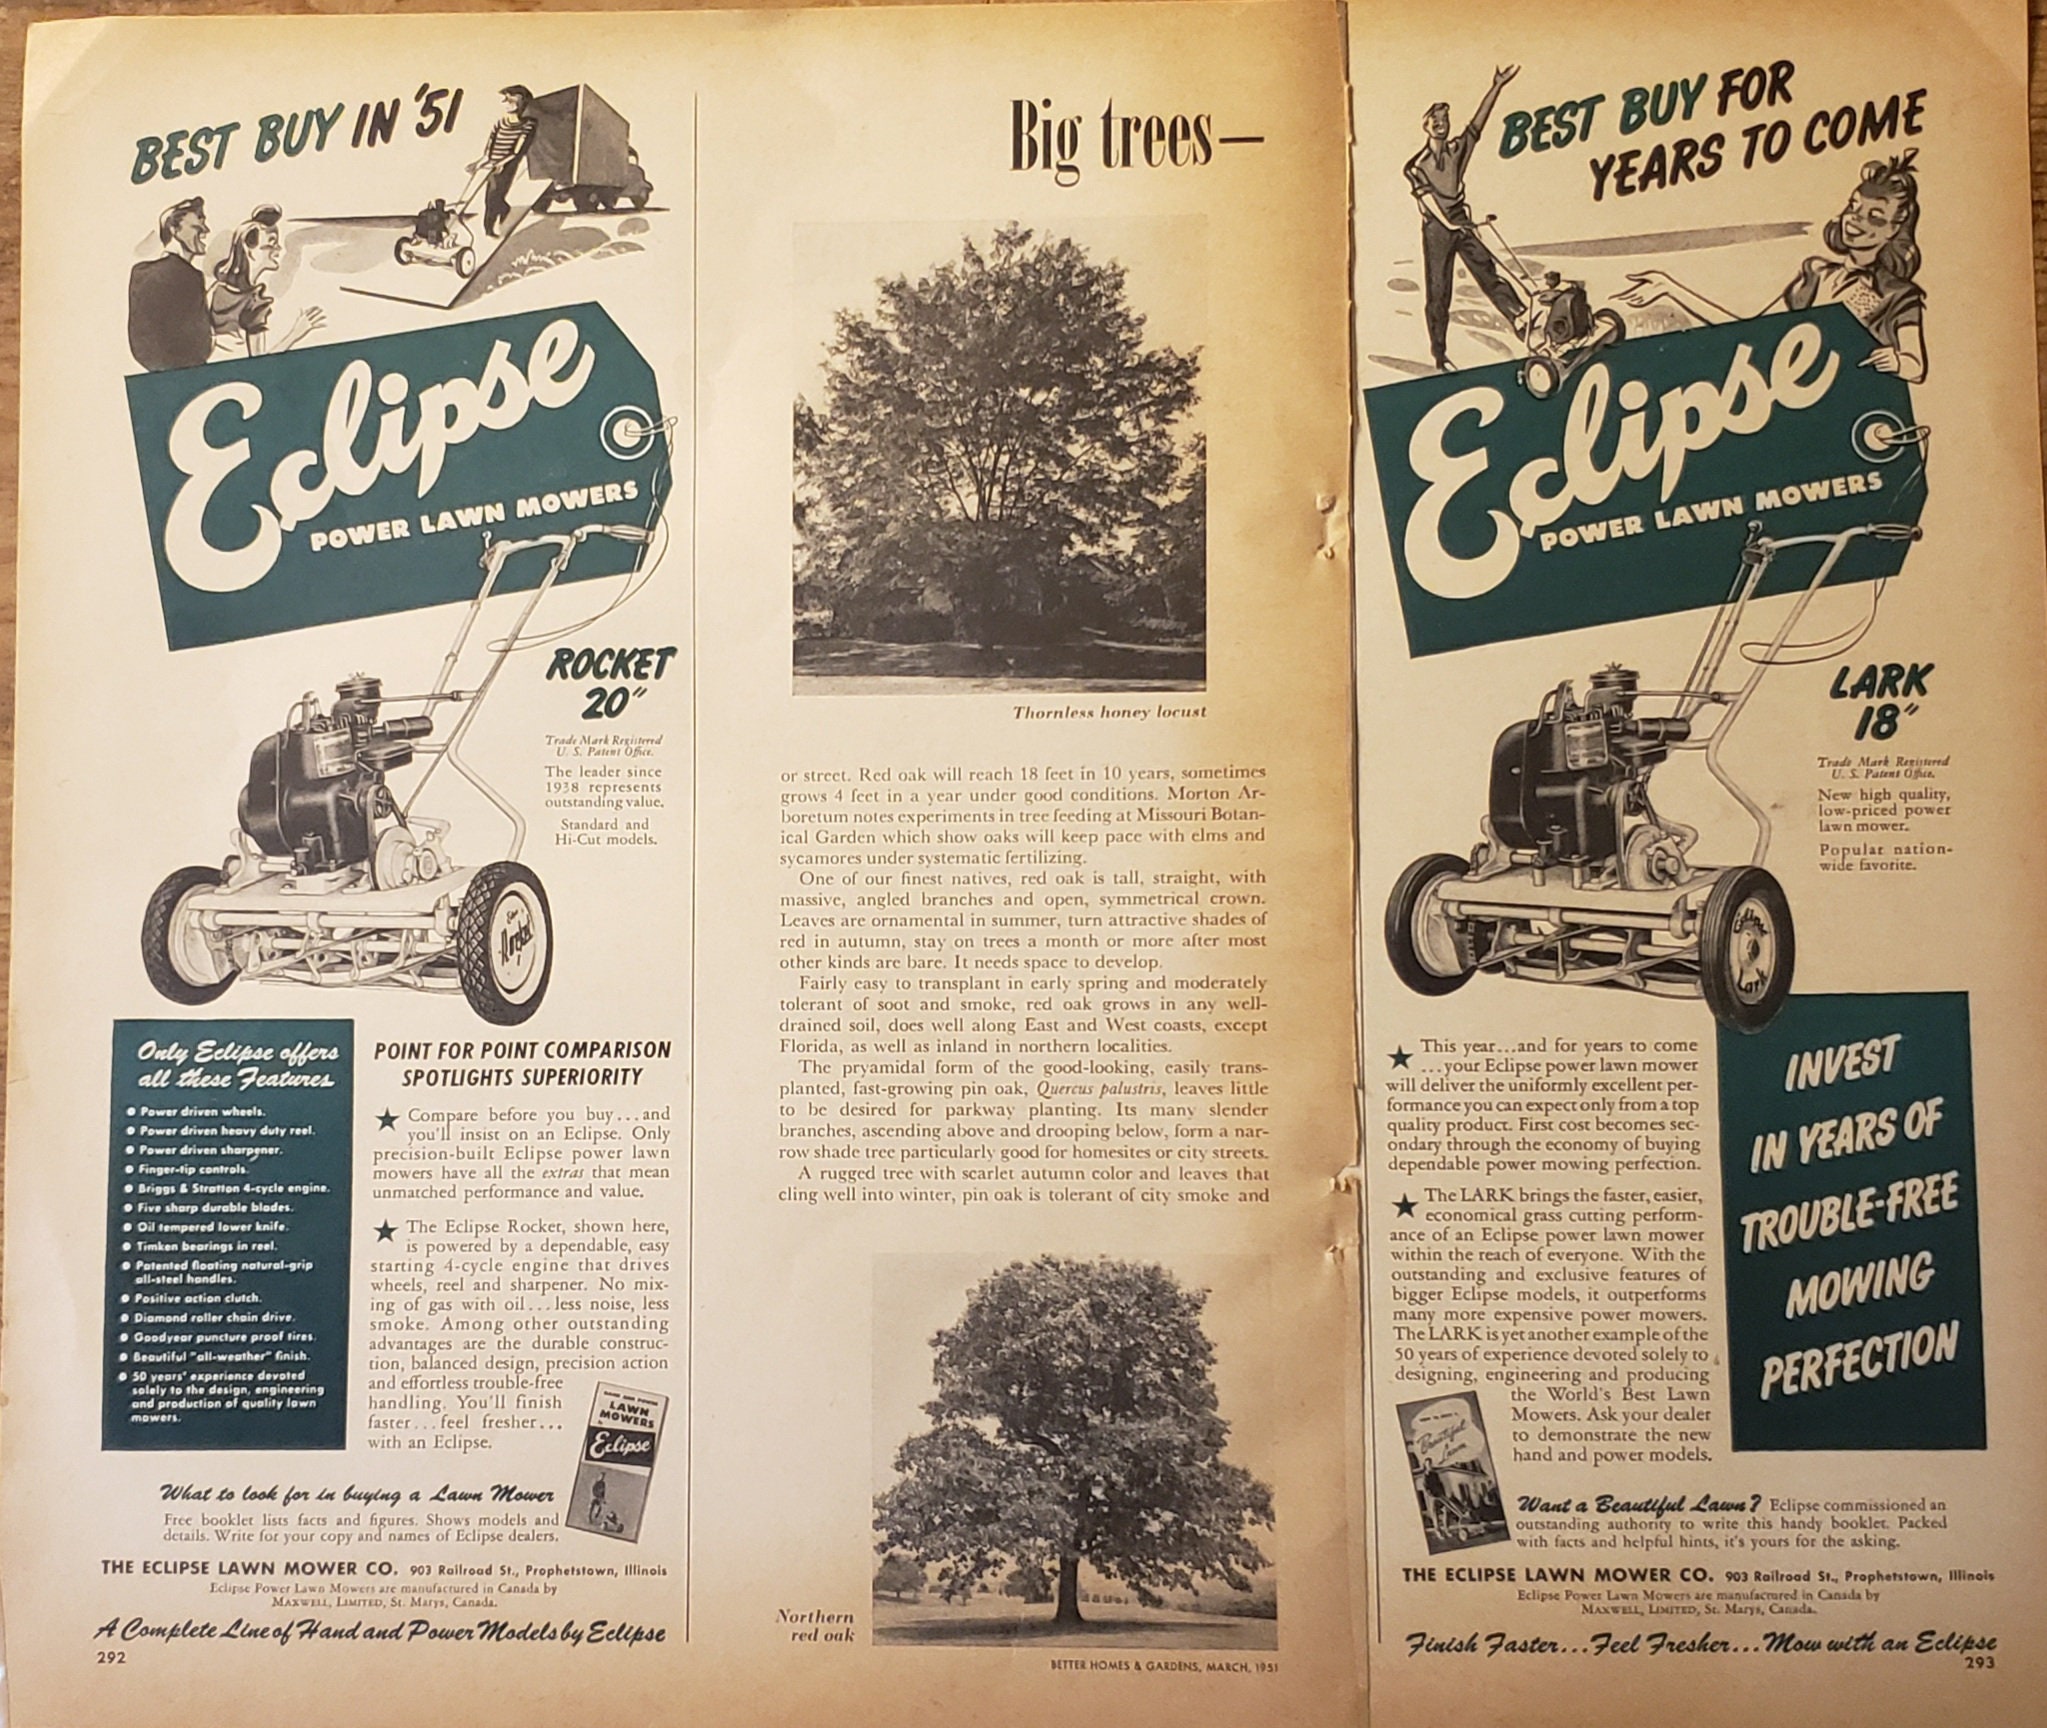 BEST BUY IN '51
Eclipse
POWER LAWN MOWERS
ROCKET
20"
Trade Mark Registered
U. S. Patent Office.
The leader since
1938 represents
outstanding value.
Standard and
Hi-Cut models.
Rocket
Only Eclipse offers
all these Features
Power driven wheels.
Power driven heavy duty reel.
Power driven sharpener.
Finger-tip controls.
Briggs & Stratton 4-cycle engine.
Five sharp durable blades.
Oil tempered lower knife.
Timken bearings in reel.
Patented floating natural-grip
all-steel handles.
Positive action clutch.
Diamond roller chain drive.
Goodyear puncture proof tires.
Beautiful "all-weather" finish.
50 years' experience devoted
solely to the design, engineering
and production of quality lawn
mowers.
POINT FOR POINT COMPARISON
SPOTLIGHTS SUPERIORITY
★ Compare before you buy...and
you'll insist on an Eclipse. Only
precision-built Eclipse power lawn
mowers have all the extras that mean
unmatched performance and value.
★ The Eclipse Rocket, shown here,
is powered by a dependable, easy
starting 4-cycle engine that drives
wheels, reel and sharpener. No mix-
ing of gas with oil...less noise, less
smoke. Among other outstanding
advantages are the durable construc-
tion, balanced design, precision action
and effortless trouble-free
handling. You'll finish
faster...feel fresher...
with an Eclipse.
HAND AND POWER
LAWN
MOWERS
by
Eclipse
What to look for in buying a Lawn Mower
Free booklet lists facts and figures. Shows models and
details. Write for your copy and names of Eclipse dealers.
THE ECLIPSE LAWN MOWER CO. 903 Railroad St., Prophetstown, Illinois
Eclipse Power Lawn Mowers are manufactured in Canada by
MAXWELL, LIMITED, St. Marys, Canada.
A Complete Line of Hand and Power Models by Eclipse
292
Big trees—
Thornless honey locust
or street. Red oak will reach 18 feet in 10 years, sometimes
grows 4 feet in a year under good conditions. Morton Ar-
boretum notes experiments in tree feeding at Missouri Botan-
ical Garden which show oaks will keep pace with elms and
sycamores under systematic fertilizing.
One of our finest natives, red oak is tall, straight, with
massive, angled branches and open, symmetrical crown.
Leaves are ornamental in summer, turn attractive shades of
red in autumn, stay on trees a month or more after most
other kinds are bare. It needs space to develop.
Fairly easy to transplant in early spring and moderately
tolerant of soot and smoke, red oak grows in any well-
drained soil, does well along East and West coasts, except
Florida, as well as inland in northern localities.
The pryamidal form of the good-looking, easily trans-
planted, fast-growing pin oak, Quercus palustris, leaves little
to be desired for parkway planting. Its many slender
branches, ascending above and drooping below, form a nar-
row shade tree particularly good for homesites or city streets.
A rugged tree with scarlet autumn color and leaves that
cling well into winter, pin oak is tolerant of city smoke and
Northern
red oak
BETTER HOMES & GARDENS, MARCH, 1951
BEST BUY FOR
YEARS TO COME
Eclipse
POWER LAWN MOWERS
LARK
18"
Trade Mark Registered
U. S. Patent Office.
New high quality,
low-priced power
lawn mower.
Popular nation-
wide favorite.
Eclipse
Lark
★ This year...and for years to come
...your Eclipse power lawn mower
will deliver the uniformly excellent per-
formance you can expect only from a top
quality product. First cost becomes sec-
ondary through the economy of buying
dependable power mowing perfection.
★ The LARK brings the faster, easier,
economical grass cutting perform-
ance of an Eclipse power lawn mower
within the reach of everyone. With the
outstanding and exclusive features of
bigger Eclipse models, it outperforms
many more expensive power mowers.
The LARK is yet another example of the
50 years of experience devoted solely to
designing, engineering and producing
the World's Best Lawn
Mowers. Ask your dealer
to demonstrate the new
hand and power models.
INVEST
IN YEARS OF
TROUBLE-FREE
MOWING
PERFECTION
Beautiful
Lawn
Want a Beautiful Lawn? Eclipse commissioned an
outstanding authority to write this handy booklet. Packed
with facts and helpful hints, it's yours for the asking.
THE ECLIPSE LAWN MOWER CO. 903 Railroad St., Prophetstown, Illinois
Eclipse Power Lawn Mowers are manufactured in Canada by
MAXWELL, LIMITED, St. Marys, Canada.
Finish Faster...Feel Fresher...Mow with an Eclipse
293